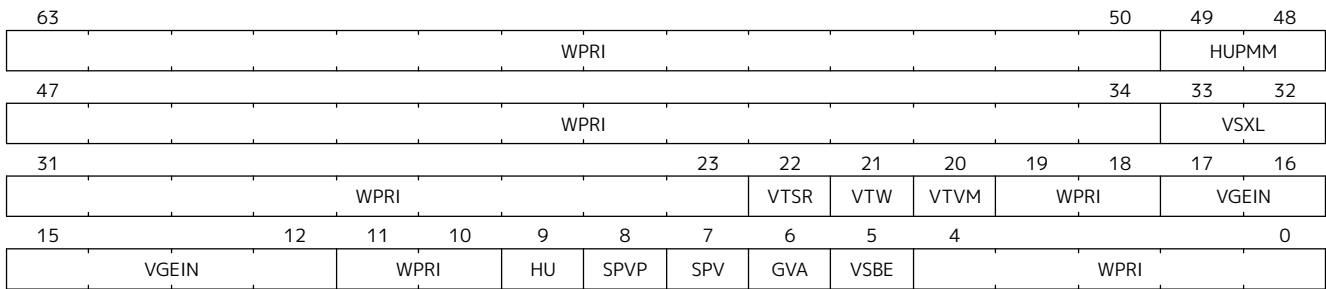 63 50 49 48
WPRI HUPMM
47 34 33 32
WPRI VSXL
31 23 22 21 20 19 18 17 16
WPRI VTSR VTW VTVM WPRI VGEIN
15 12 11 10 9 8 7 6 5 4 0
VGEIN WPRI HU SPVP SPV GVA VSBE WPRI